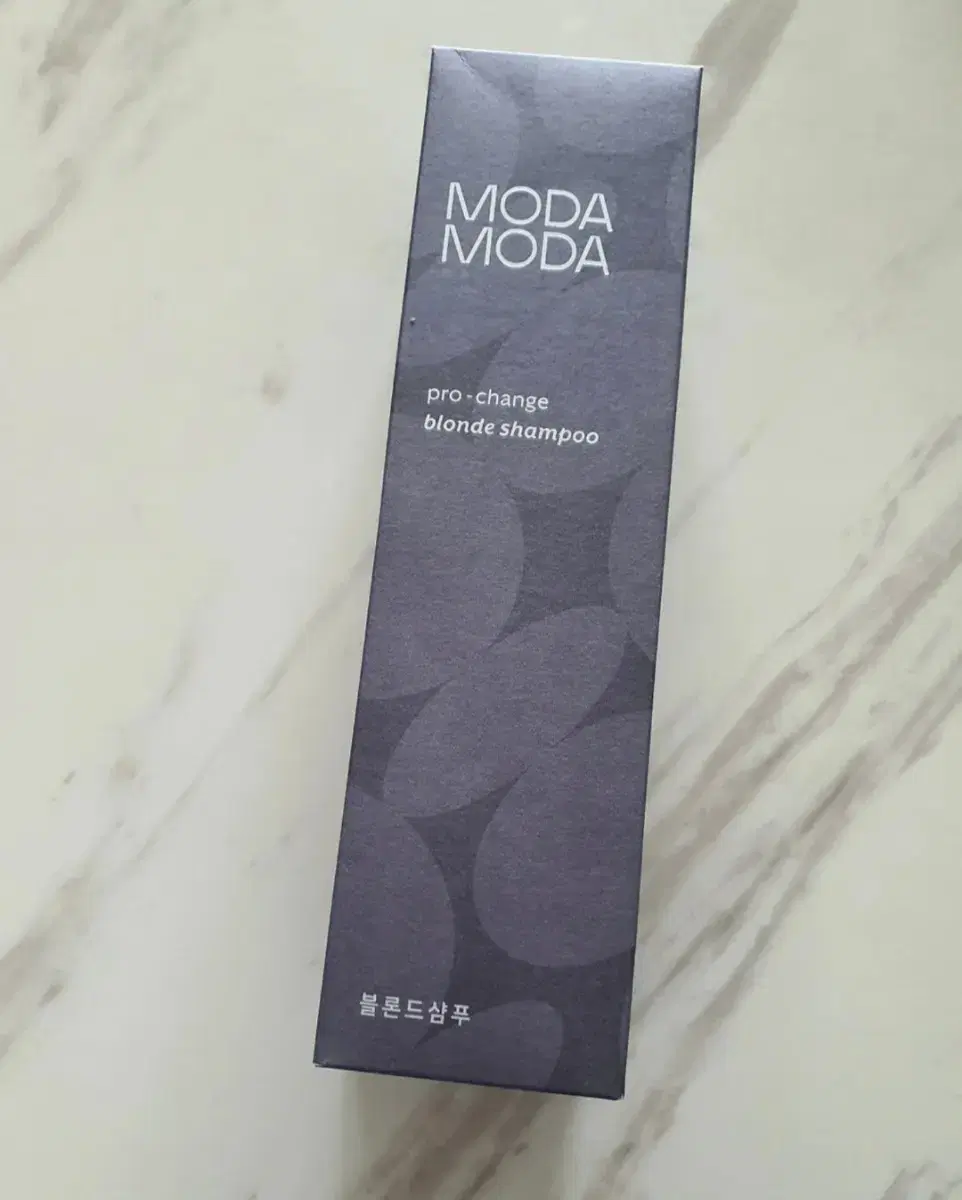 MODA
MODA
pro-change
blonde shampoo
블론드샴푸